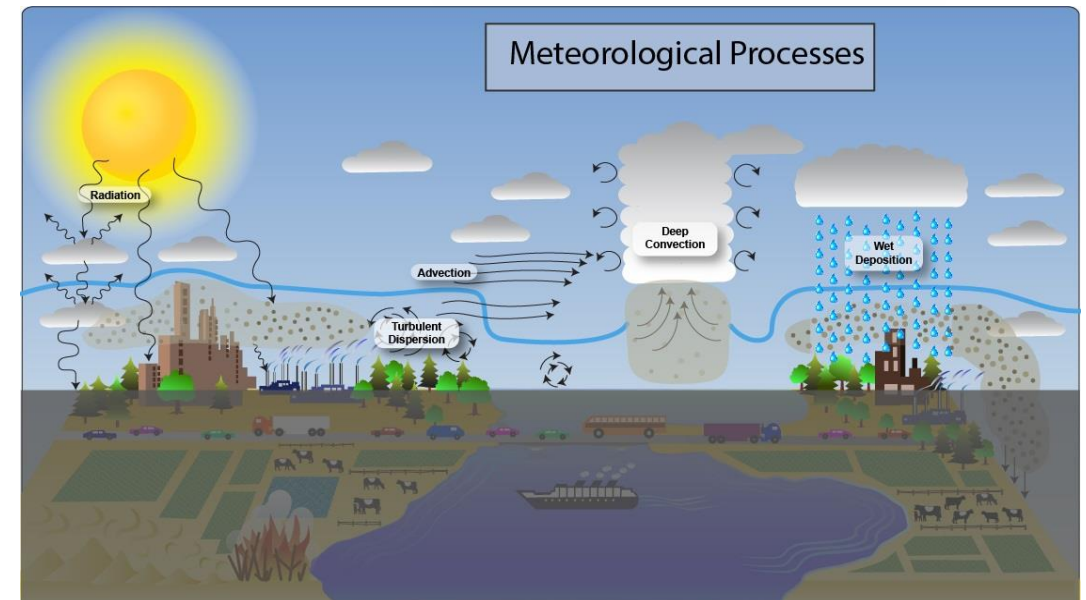 Meteorological Processes
Radiation
Deep
Convection
Wet
Deposition
Advection
Turbulent
Dispersion